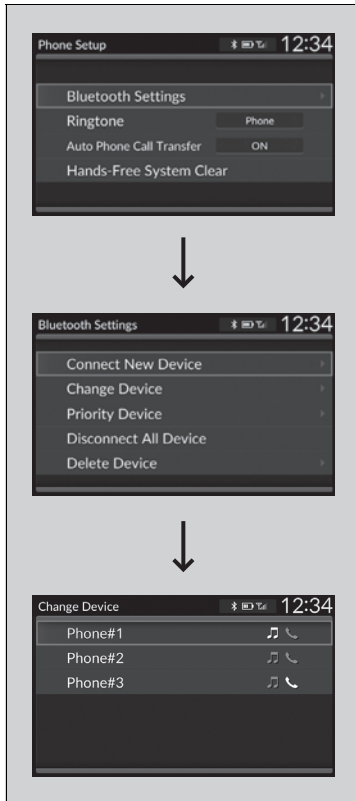 Phone Setup 12:34
Bluetooth Settings
Ringtone Phone
Auto Phone Call Transfer ON
Hands-Free System Clear
Bluetooth Settings 12:34
Connect New Device
Change Device
Priority Device
Disconnect All Device
Delete Device
Change Device 12:34
Phone#1
Phone#2
Phone#3